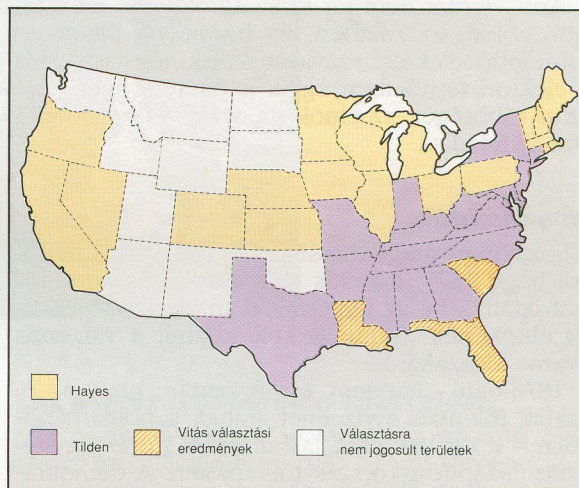 Hayes
Tilden
Vitás választási
eredmények
Választásra
nem jogosult területek